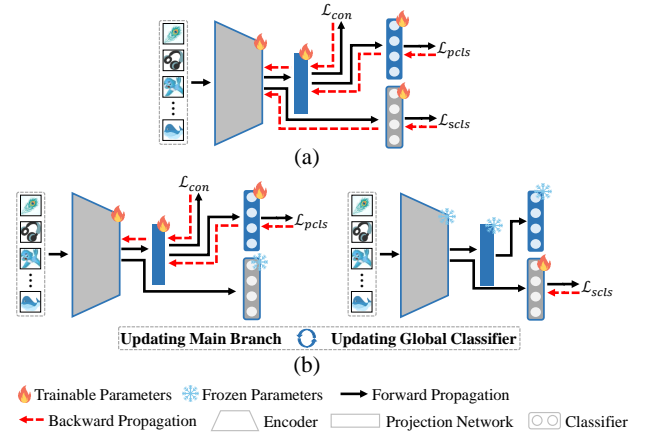 ℒcon
ℒpcls
ℒscls
(a)
ℒcon
ℒpcls
ℒscls
Updating Main Branch Updating Global Classifier
(b)
Trainable Parameters Frozen Parameters Forward Propagation
Backward Propagation Encoder Projection Network Classifier